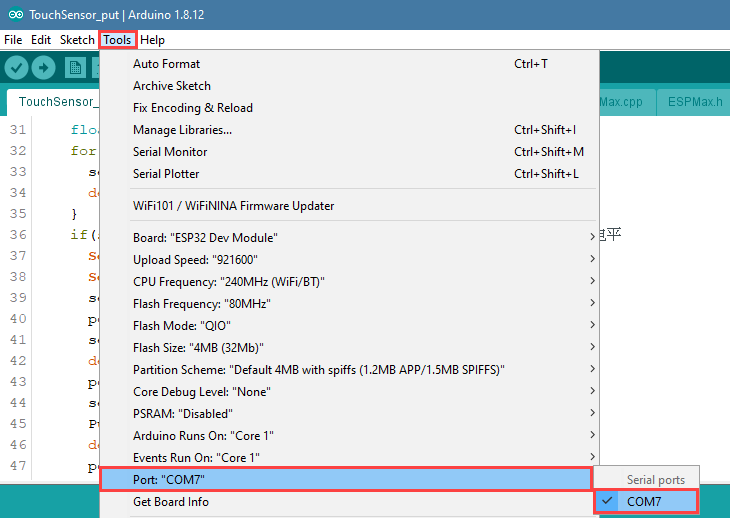 TouchSensor_put | Arduino 1.8.12
File Edit Sketch Tools Help
TouchSensor_
Max.cpp
ESPMax.h
Auto Format Ctrl+T
Archive Sketch
Fix Encoding & Reload
Manage Libraries... Ctrl+Shift+I
Serial Monitor Ctrl+Shift+M
Serial Plotter Ctrl+Shift+L
WiFi101 / WiFiNINA Firmware Updater
Board: "ESP32 Dev Module"
Upload Speed: "921600"
CPU Frequency: "240MHz (WiFi/BT)"
Flash Frequency: "80MHz"
Flash Mode: "QIO"
Flash Size: "4MB (32Mb)"
Partition Scheme: "Default 4MB with spiffs (1.2MB APP/1.5MB SPIFFS)"
Core Debug Level: "None"
PSRAM: "Disabled"
Arduino Runs On: "Core 1"
Events Run On: "Core 1"
Port: "COM7"
Get Board Info
Serial ports
COM7
31 floa
32 for
33 se
34 de
35 }
36 if( 电平
37 Se
38 Se
39 se
40 po
41 se
42 de
43 po
44 se
45 Pu
46 de
47 po